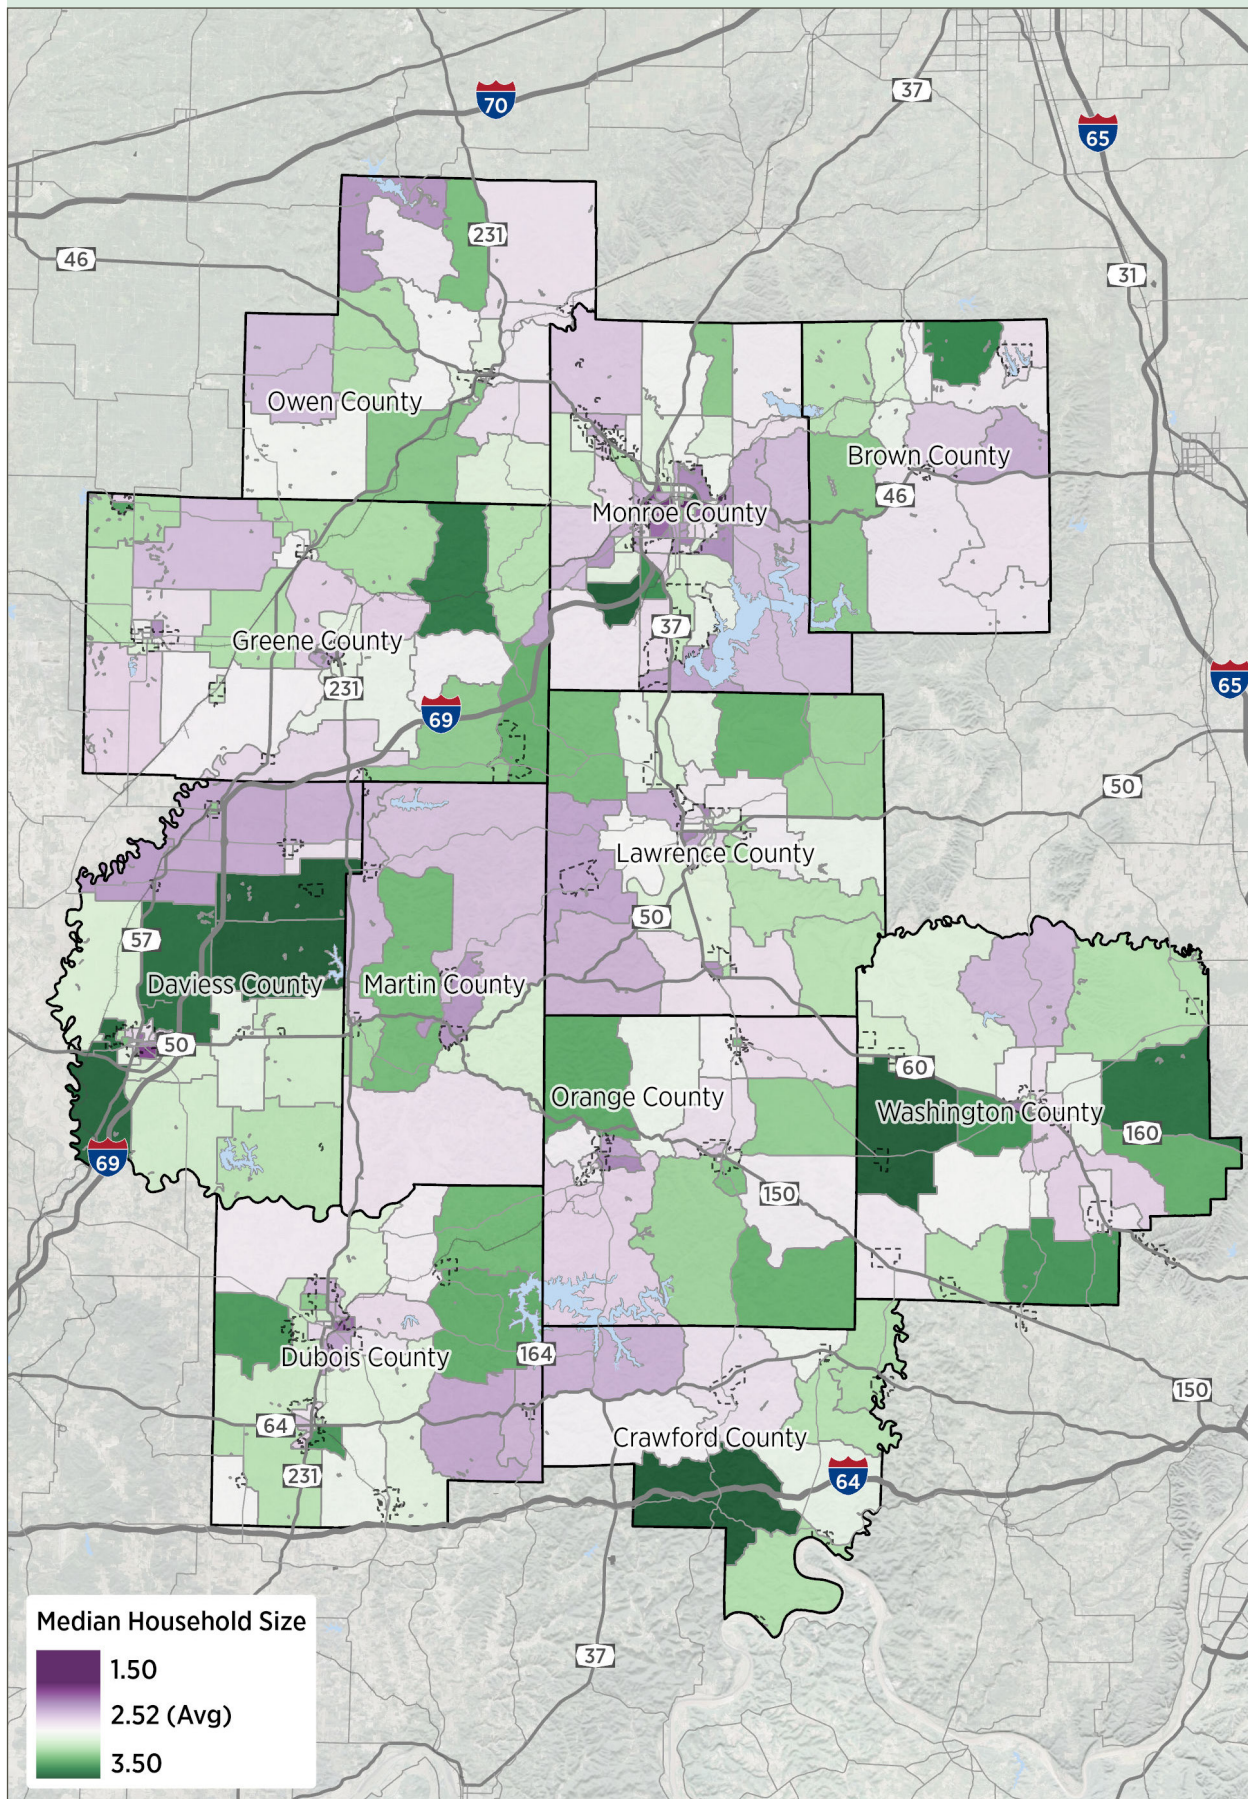 70
37
65
231
46
31
Owen County
Brown County
46
Monroe County
37
Greene County
65
231
69
50
Lawrence County
50
57
Daviess County
Martin County
50
60
Orange County
Washington County
160
69
150
164
Dubois County
150
64
Crawford County
231
64
37
Median Household Size
1.50
2.52 (Avg)
3.50